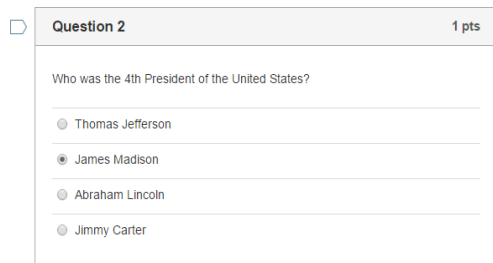 Question 2 1 pts
Who was the 4th President of the United States?
Thomas Jefferson
James Madison
Abraham Lincoln
Jimmy Carter